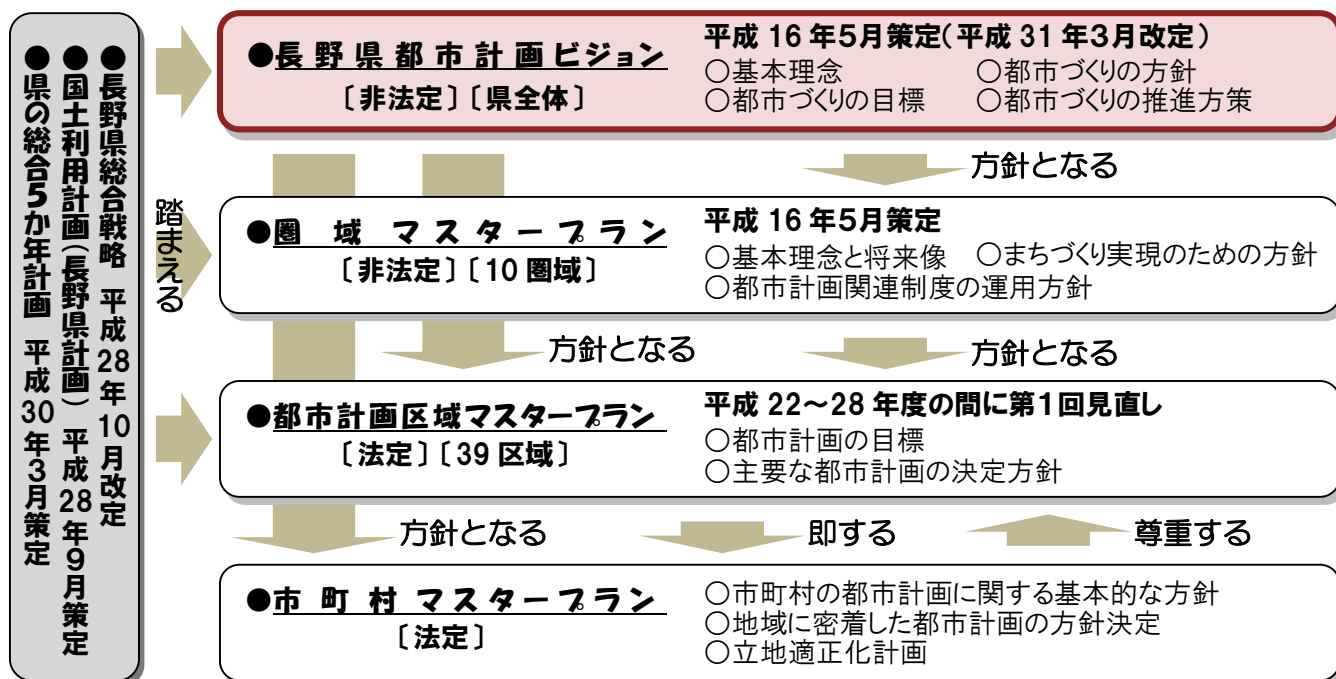 ●長野県総合戦略 平成28年10月改定
●国土利用計画(長野県計画) 平成28年9月策定
●県の総合5か年計画 平成30年3月策定
踏まえる
●長野県都市計画ビジョン
〔非法定〕〔県全体〕
平成 16 年5月策定(平成 31 年3月改定)
○基本理念 ○都市づくりの方針
○都市づくりの目標 ○都市づくりの推進方策
方針となる
●圏域マスタープラン
〔非法定〕〔10 圏域〕
平成 16 年5月策定
○基本理念と将来像 ○まちづくり実現のための方針
○都市計画関連制度の運用方針
方針となる 方針となる
●都市計画区域マスタープラン
〔法定〕〔39 区域〕
平成 22～28 年度の間に第1回見直し
○都市計画の目標
○主要な都市計画の決定方針
方針となる 即する 尊重する
●市町村マスタープラン
〔法定〕
○市町村の都市計画に関する基本的な方針
○地域に密着した都市計画の方針決定
○立地適正化計画